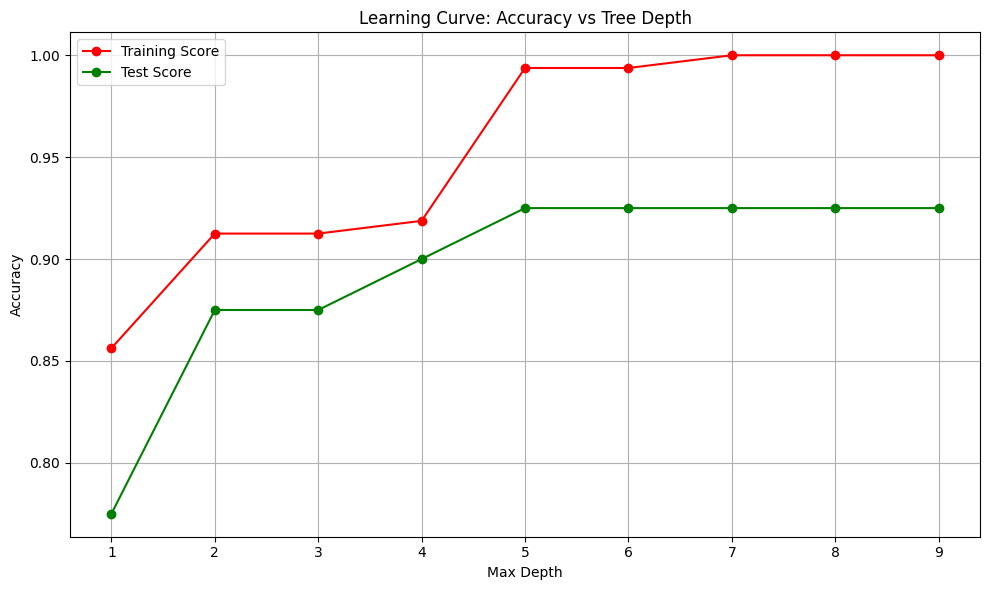 Learning Curve: Accuracy vs Tree Depth
Training Score
Test Score
1.00
0.95
0.90
0.85
0.80
Accuracy
1 2 3 4 5 6 7 8 9
Max Depth